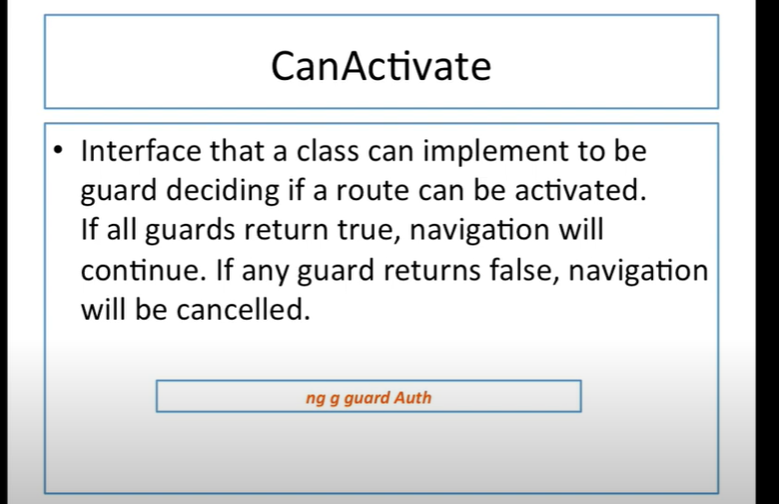 CanActivate
• Interface that a class can implement to be
guard deciding if a route can be activated.
If all guards return true, navigation will
continue. If any guard returns false, navigation
will be cancelled.
ng g guard Auth